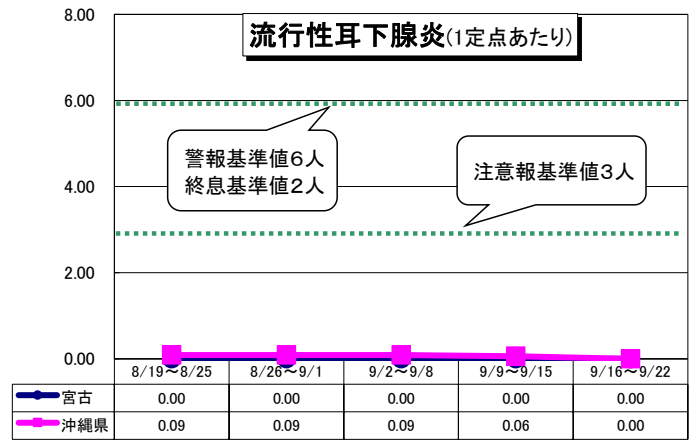 流行性耳下腺炎(1定点あたり)
8.00
6.00
警報基準値6人
終息基準値2人
注意報基準値3人
4.00
2.00
0.00
8/19～8/25 8/26～9/1 9/2～9/8 9/9～9/15 9/16～9/22
宮古 0.00 0.00 0.00 0.00 0.00
沖縄県 0.09 0.09 0.09 0.06 0.00